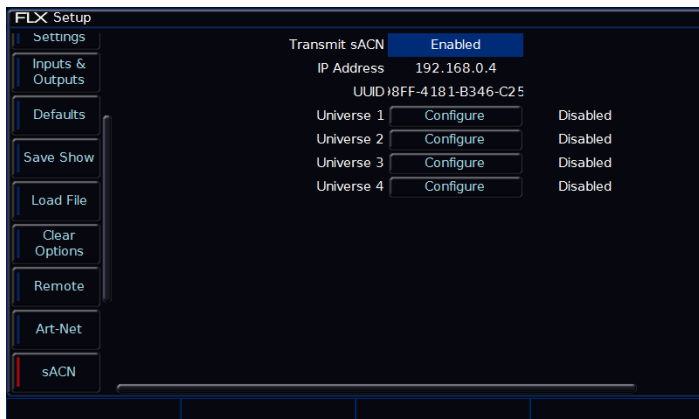 FLX Setup
Settings
Inputs &
Outputs
Defaults
Save Show
Load File
Clear
Options
Remote
Art-Net
sACN
Transmit sACN Enabled
IP Address 192.168.0.4
UUID 8FF-4181-B346-C25
Universe 1 Configure Disabled
Universe 2 Configure Disabled
Universe 3 Configure Disabled
Universe 4 Configure Disabled